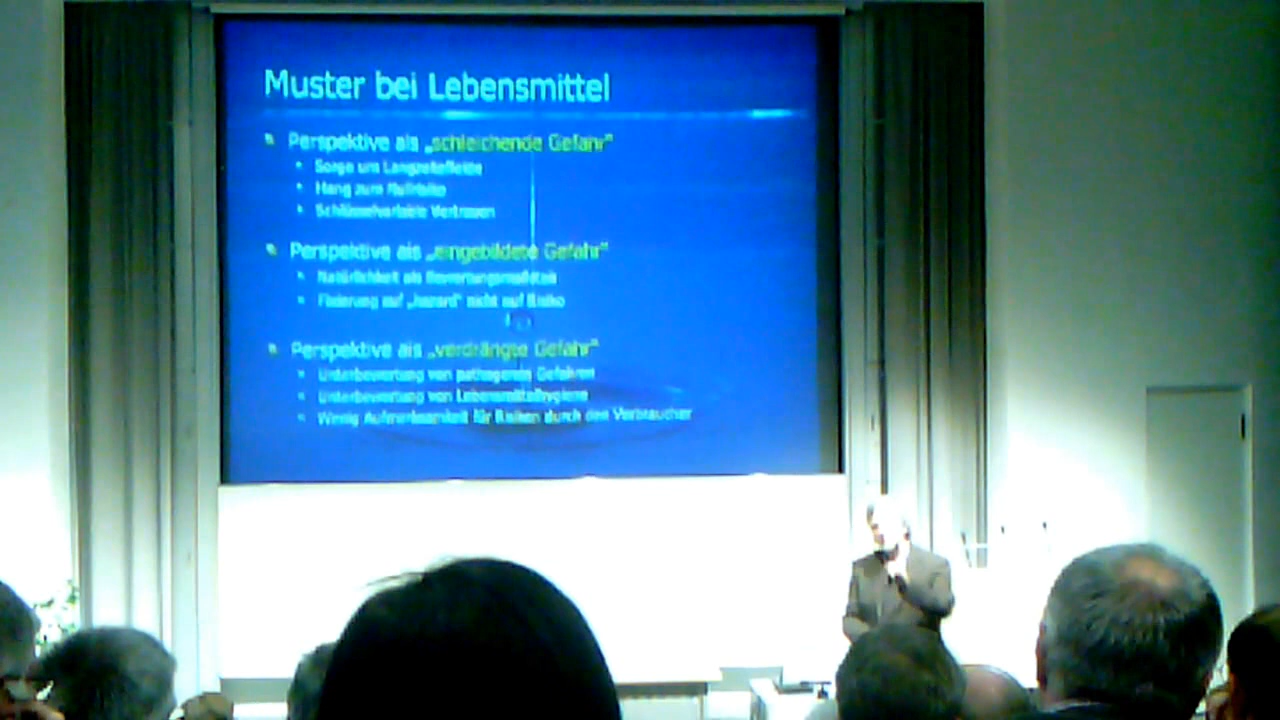 Muster bei Lebensmittel
Perspektive als „schleichende Gefahr"
Sorge um Langzeiteffekte
Hang zum Nullrisiko
Schlüsselvariable Vertrauen
Perspektive als „eingebildete Gefahr"
Natürlichkeit als Bewertungsmaßstab
Fixierung auf „hazard" nicht auf Risiko
Perspektive als „verdrängte Gefahr"
Unterbewertung von pathogenen Gefahren
Unterbewertung von Lebensmittelhygiene
Wenig Aufmerksamkeit für Risiken durch den Verbraucher